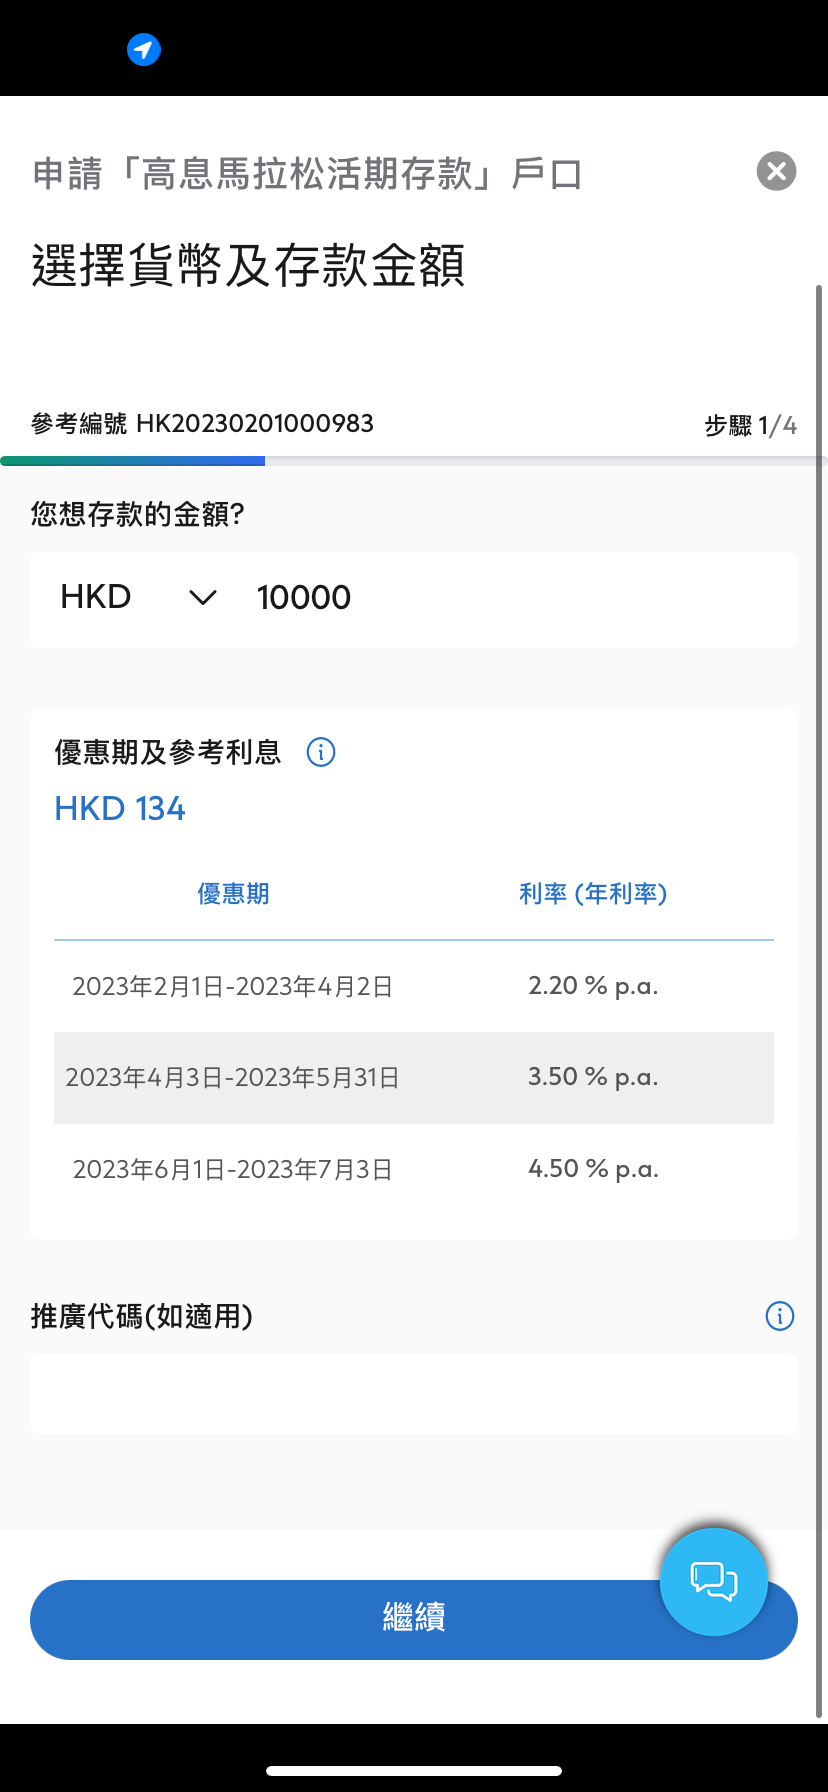 申請「高息馬拉松活期存款」戶口
選擇貨幣及存款金額
參考編號 HK20230201000983
步驟 1/4
您想存款的金額?
HKD 10000
優惠期及參考利息
HKD 134
優惠期 利率 (年利率)
2023年2月1日-2023年4月2日 2.20 % p.a.
2023年4月3日-2023年5月31日 3.50 % p.a.
2023年6月1日-2023年7月3日 4.50 % p.a.
推廣代碼(如適用)
繼續